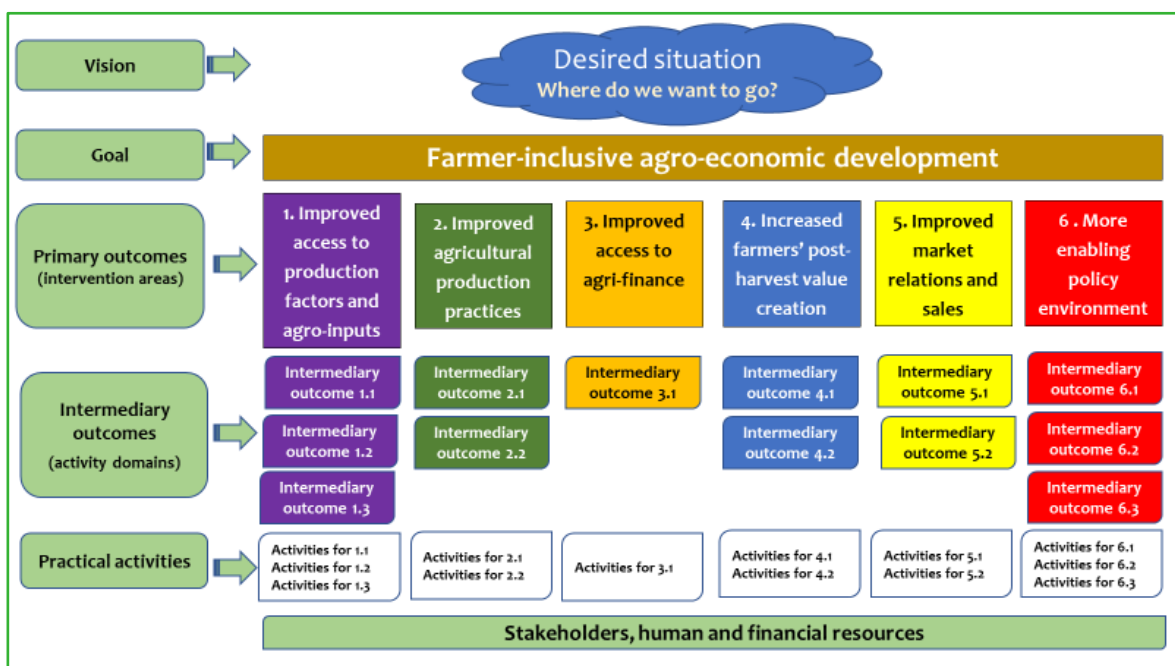 Vision
Desired situation
Where do we want to go?
Goal
Farmer-inclusive agro-economic development
Primary outcomes
(intervention areas)
1. Improved
access to
production
factors and
agro-inputs
2. Improved
agricultural
production
practices
3. Improved
access to
agri-finance
4. Increased
farmers' post-
harvest value
creation
5. Improved
market
relations and
sales
6 . More
enabling
policy
environment
Intermediary
outcomes
(activity domains)
Intermediary
outcome 1.1
Intermediary
outcome 1.2
Intermediary
outcome 1.3
Intermediary
outcome 2.1
Intermediary
outcome 2.2
Intermediary
outcome 3.1
Intermediary
outcome 4.1
Intermediary
outcome 4.2
Intermediary
outcome 5.1
Intermediary
outcome 5.2
Intermediary
outcome 6.1
Intermediary
outcome 6.2
Intermediary
outcome 6.3
Practical activities
Activities for 1.1
Activities for 1.2
Activities for 1.3
Activities for 2.1
Activities for 2.2
Activities for 3.1
Activities for 4.1
Activities for 4.2
Activities for 5.1
Activities for 5.2
Activities for 6.1
Activities for 6.2
Activities for 6.3
Stakeholders, human and financial resources